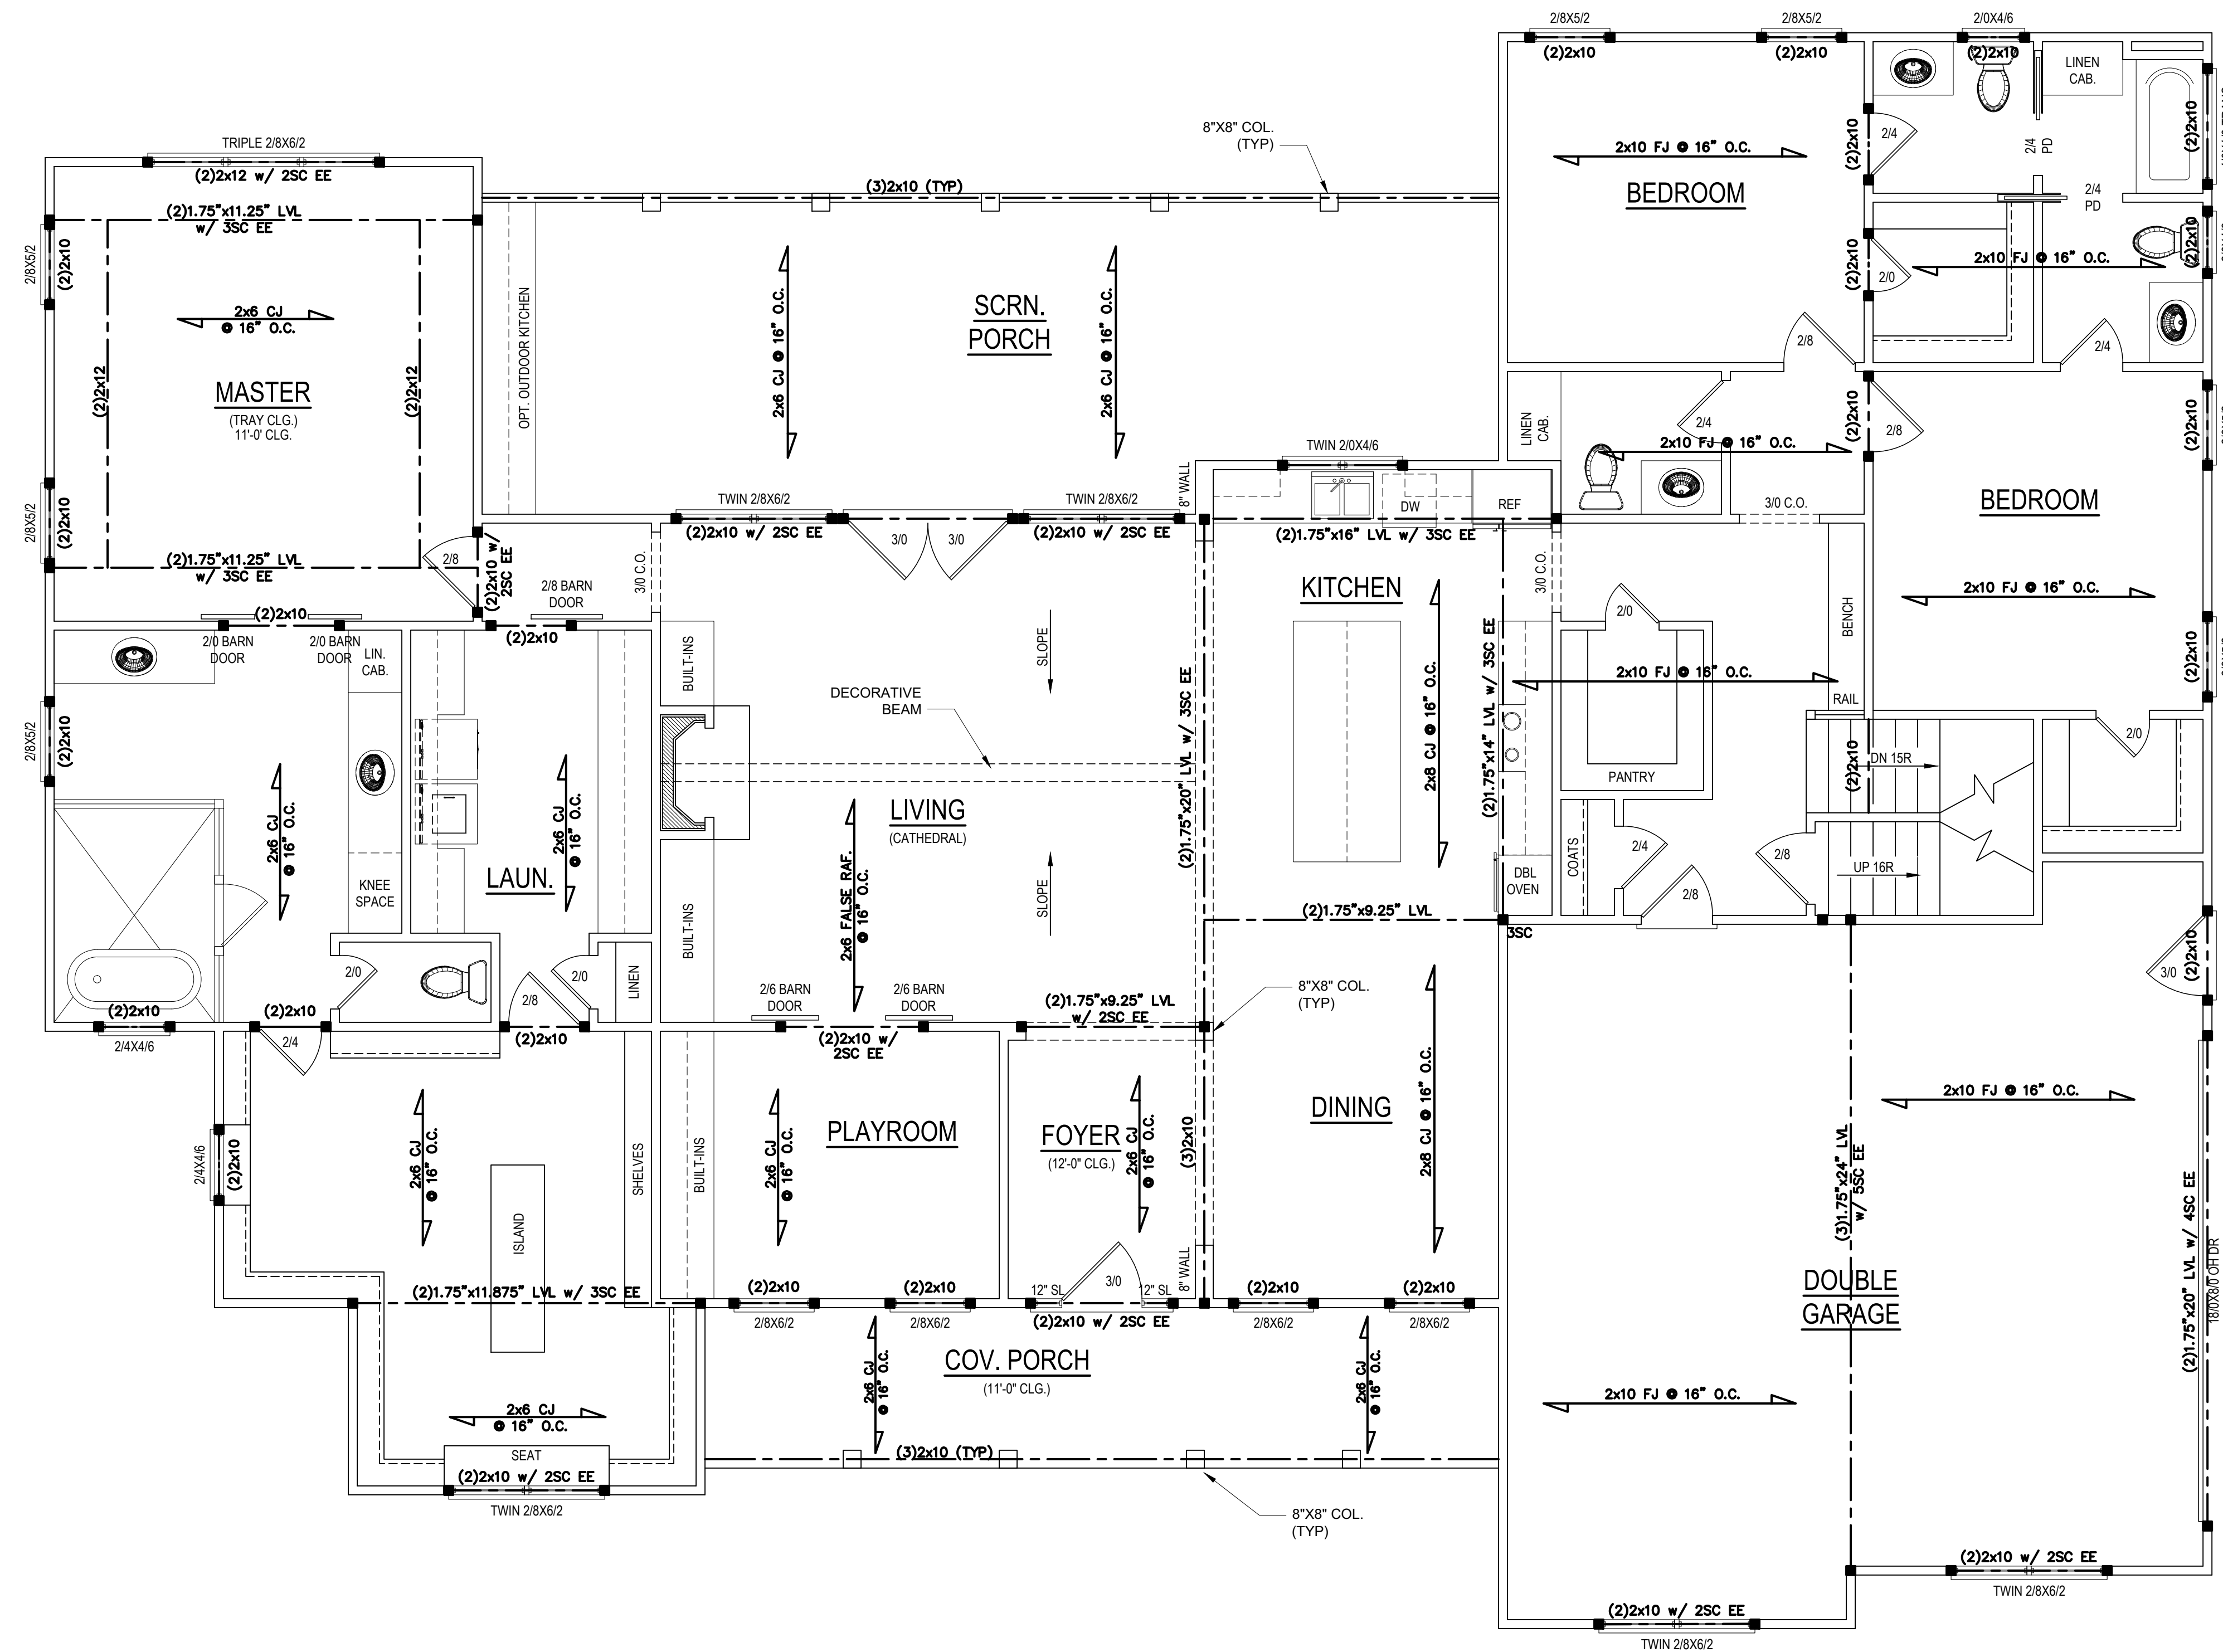 2/8X5/2
(2)2x10
2/8X5/2
(2)2x10
2/0X4/6
(2)2x10
LINEN
CAB.
(2)2x10
2/4
2/4
PD
(2)2x10
2/4
PD
2x10 FJ @ 16" O.C.
BEDROOM
8"X8" COL.
(TYP)
TRIPLE 2/8X6/2
(2)2x12 w/ 2SC EE
(3)2x10 (TYP)
(2)1.75"x11.25" LVL
w/ 3SC EE
2/8X5/2
(2)2x10
2x6 CJ
@ 16" O.C.
(2)2x12
(2)2x12
MASTER
(TRAY CLG.)
11'-0' CLG.
OPT. OUTDOOR KITCHEN
2x6 CJ @ 16" O.C.
SCRN.
PORCH
2x6 CJ @ 16" O.C.
(2)2x10
2/0
2x10 FJ @ 16" O.C.
(2)2x10
2/8
2/4
LINEN
CAB.
2/4
2x10 FJ @ 16" O.C.
(2)2x10
2/8
(2)2x10
3/0 C.O.
BEDROOM
2x10 FJ @ 16" O.C.
(2)2x10
2/8X5/2
(2)2x10
(2)1.75"x11.25" LVL
w/ 3SC EE
2/8
(2)2x10 w/
2SC EE
2/8 BARN
DOOR
(2)2x10
3/0 C.O.
TWIN 2/8X6/2
(2)2x10 w/ 2SC EE
3/0
3/0
TWIN 2/8X6/2
(2)2x10 w/ 2SC EE
8" WALL
TWIN 2/0X4/6
DW
REF
(2)1.75"x16" LVL w/ 3SC EE
KITCHEN
3/0 C.O.
2/0
BENCH
RAIL
2x10 FJ @ 16" O.C.
PANTRY
(2)2x10
2/0 BARN
DOOR
2/0 BARN
DOOR
LIN.
CAB.
2/8X5/2
(2)2x10
2x6 CJ
@ 16" O.C.
KNEE
SPACE
2x6 CJ
@ 16" O.C.
LAUN.
BUILT-INS
DECORATIVE
BEAM
SLOPE
LIVING
(CATHEDRAL)
SLOPE
2x6 FALSE RAF.
@ 16" O.C.
BUILT-INS
(2)1.75"x20" LVL w/ 3SC EE
2x8 CJ @ 16" O.C.
(2)1.75"x14" LVL w/ 3SC EE
DBL
OVEN
COATS
2/4
2/8
2/8
(2)2x10
DN 15R
UP 16R
2/0
(2)1.75"x9.25" LVL
3SC
3/0
(2)2x10
(2)2x10
2/4X4/6
(2)2x10
2/4
2/0
2/8
2/0
LINEN
(2)2x10
2/6 BARN
DOOR
2/6 BARN
DOOR
(2)2x10 w/
2SC EE
(2)1.75"x9.25" LVL
w/ 2SC EE
8"X8" COL.
(TYP)
2/4X4/6
(2)2x10
2x6 CJ
@ 16" O.C.
ISLAND
SHELVES
BUILT-INS
2x6 CJ
@ 16" O.C.
PLAYROOM
FOYER
(12'-0" CLG.)
2x6 CJ
@ 16" O.C.
(3)2x10
DINING
2x8 CJ @ 16" O.C.
2x10 FJ @ 16" O.C.
(3)1.75"x24" LVL
w/ 5SC EE
DOUBLE
GARAGE
(2)1.75"x20" LVL w/ 4SC EE
18/0X8/0 OH DR
(2)1.75"x11.875" LVL w/ 3SC EE
(2)2x10
2/8X6/2
(2)2x10
2/8X6/2
12" SL
3/0
12" SL
8" WALL
(2)2x10 w/ 2SC EE
(2)2x10
2/8X6/2
(2)2x10
2/8X6/2
2x6 CJ
@ 16" O.C.
COV. PORCH
(11'-0" CLG.)
2x6 CJ
@ 16" O.C.
2x10 FJ @ 16" O.C.
2x6 CJ
@ 16" O.C.
SEAT
(2)2x10 w/ 2SC EE
TWIN 2/8X6/2
(3)2x10 (TYP)
8"X8" COL.
(TYP)
(2)2x10 w/ 2SC EE
TWIN 2/8X6/2
(2)2x10 w/ 2SC EE
TWIN 2/8X6/2